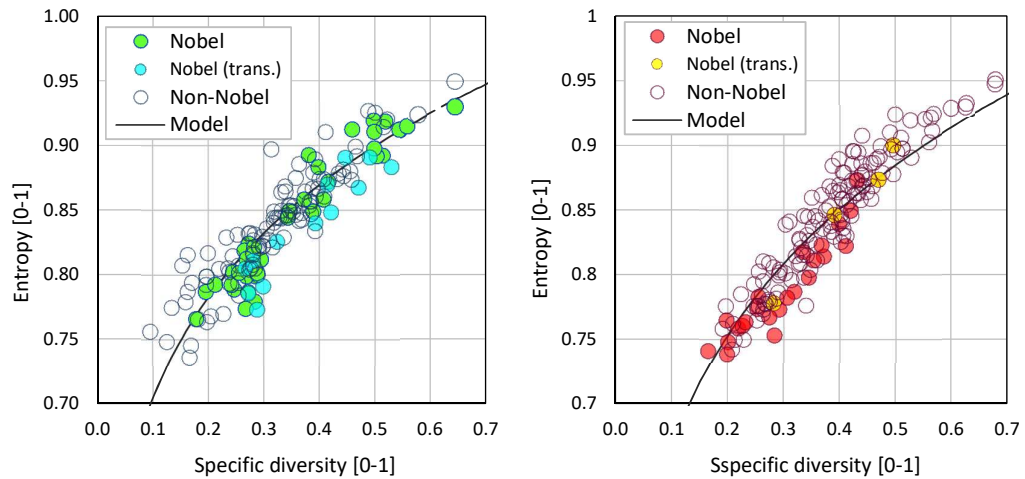 1.00
0.95
0.90
0.85
0.80
0.75
0.70
Entropy [0-1]
Nobel
Nobel (trans.)
Non-Nobel
Model
0.0 0.1 0.2 0.3 0.4 0.5 0.6 0.7
Specific diversity [0-1]
1
0.95
0.90
0.85
0.80
0.75
0.70
Entropy [0-1]
Nobel
Nobel (trans.)
Non-Nobel
Model
0.0 0.1 0.2 0.3 0.4 0.5 0.6 0.7
Sspecific diversity [0-1]